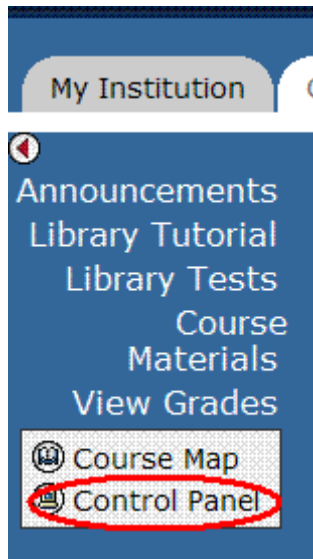 My Institution
Announcements
Library Tutorial
Library Tests
Course
Materials
View Grades
Course Map
Control Panel